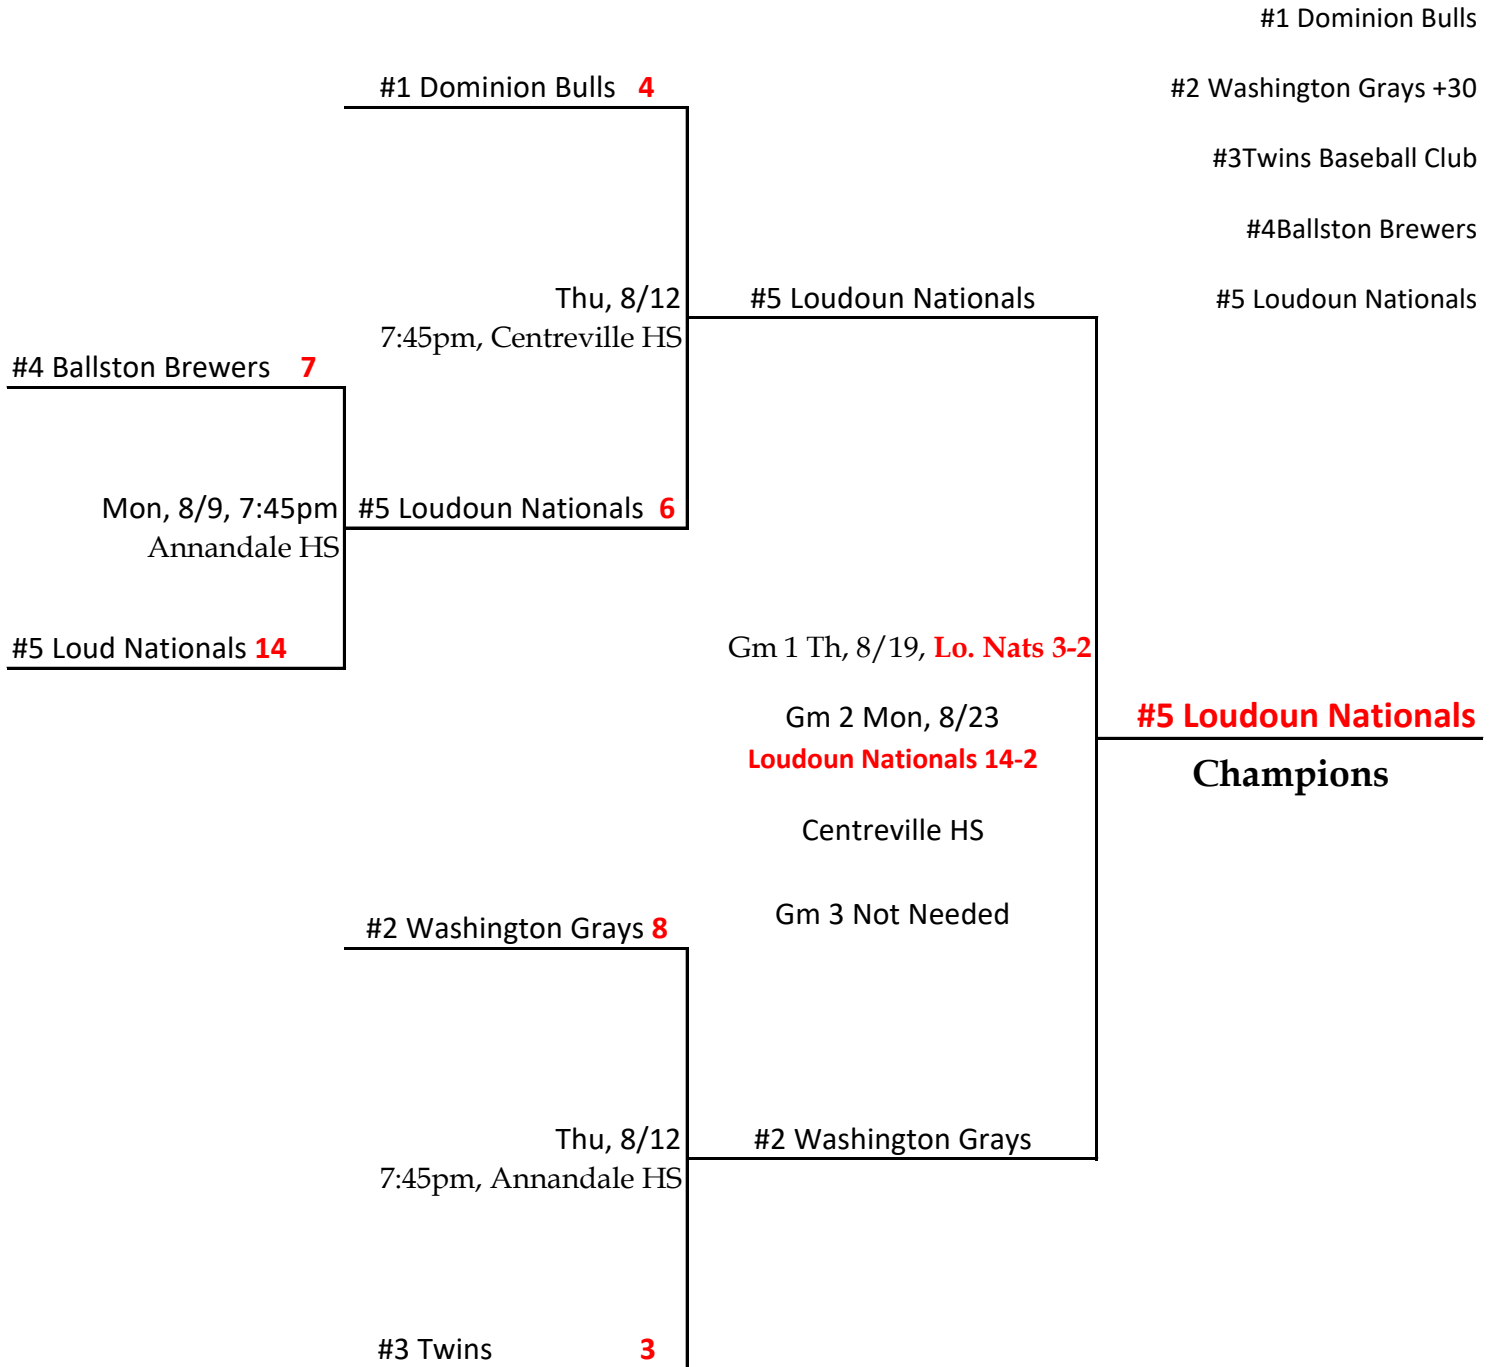 #1 Dominion Bulls
#1 Dominion Bulls 4
#2 Washington Grays +30
#3Twins Baseball Club
#4Ballston Brewers
Thu, 8/12
#5 Loudoun Nationals
#5 Loudoun Nationals
7:45pm, Centreville HS
#4 Ballston Brewers 7
Mon, 8/9, 7:45pm
#5 Loudoun Nationals 6
Annandale HS
#5 Loud Nationals 14
Gm 1 Th, 8/19, Lo. Nats 3-2
Gm 2 Mon, 8/23
#5 Loudoun Nationals
Loudoun Nationals 14-2
Champions
Centreville HS
Gm 3 Not Needed
#2 Washington Grays 8
Thu, 8/12
#2 Washington Grays
7:45pm, Annandale HS
#3 Twins 3